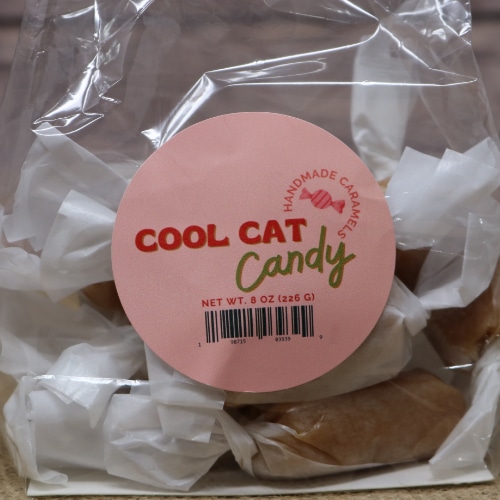 HANDMADE CARAMELS
COOL CAT
Candy
NET WT. 8 OZ (226 G)